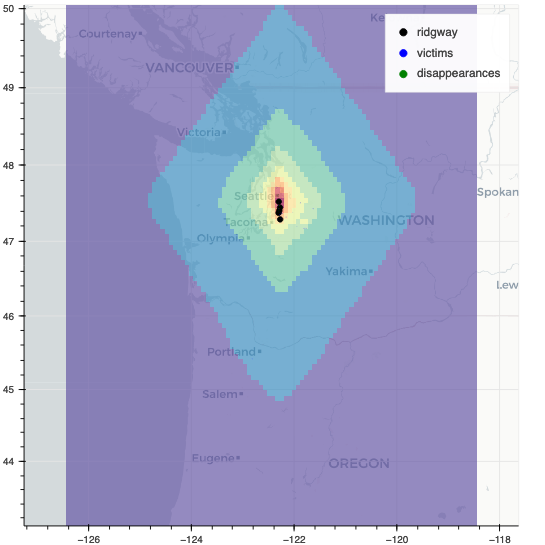 50
49
48
47
46
45
44
−126
−124
−122
−120
−118
Courtenay
Ke
VANCOUVER
Victoria
Seattle
Spokan
Tacoma
WASHINGTON
Olympia
Yakima
Lew
Portland
Salem
Eugene
OREGON
ridgway
victims
disappearances